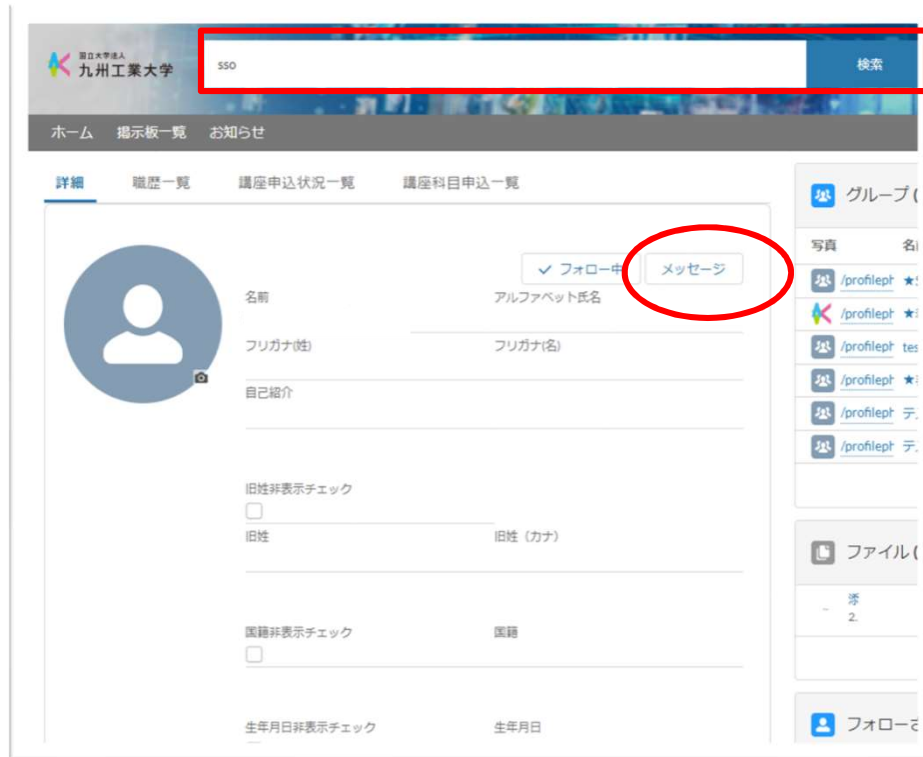 国立大学法人
九州工業大学
sso
検索
ホーム 掲示板一覧 お知らせ
詳細 職歴一覧 講座申込状況一覧 講座科目申込一覧
グループ (
写真
フォロー中 メッセージ
名前 アルファベット氏名
/profileph
/profileph
フリガナ(姓) フリガナ(名)
/profileph tes
/profileph
自己紹介
/profileph テ
/profileph テ
旧姓非表示チェック
旧姓 旧姓（カナ）
ファイル (
2.
国籍非表示チェック 国籍
生年月日非表示チェック 生年月日
フォロー